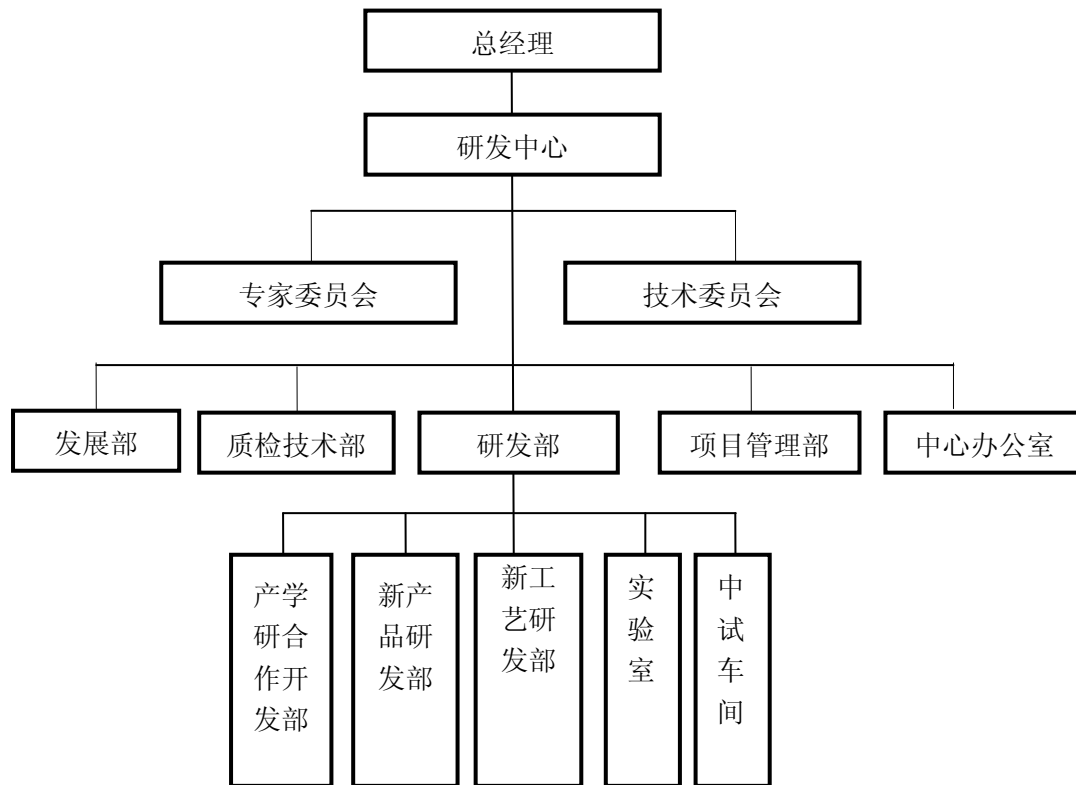 总经理
研发中心
专家委员会
技术委员会
发展部
质检技术部
研发部
项目管理部
中心办公室
产学
研合
作开
发部
新产
品研
发部
新工
艺研
发部
实
验
室
中
试
车
间